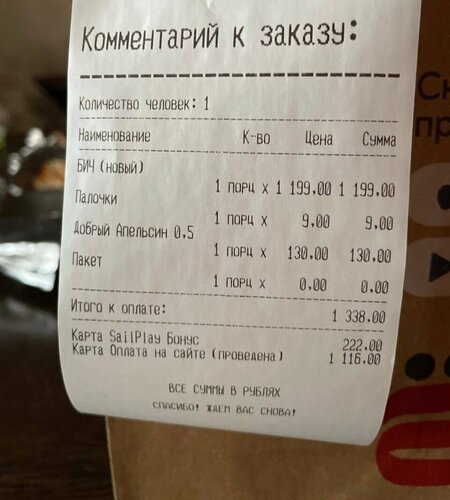 Комментарий к заказу:
Количество человек: 1
Наименование К-во Цена Сумма
БИЧ (новый)
1 порц х 1 199.00 1 199.00
Палочки
1 порц х 9.00 9.00
Добрый Апельсин 0,5
1 порц х 130.00 130.00
Пакет
1 порц х 0.00 0.00
Итого к оплате:
1 338.00
Карта SailPlay Бонус 222.00
Карта Оплата на сайте (проведена) 1 116.00
ВСЕ СУММЫ В РУБЛЯХ
СПАСИБО! ЖДЕМ ВАС СНОВА!